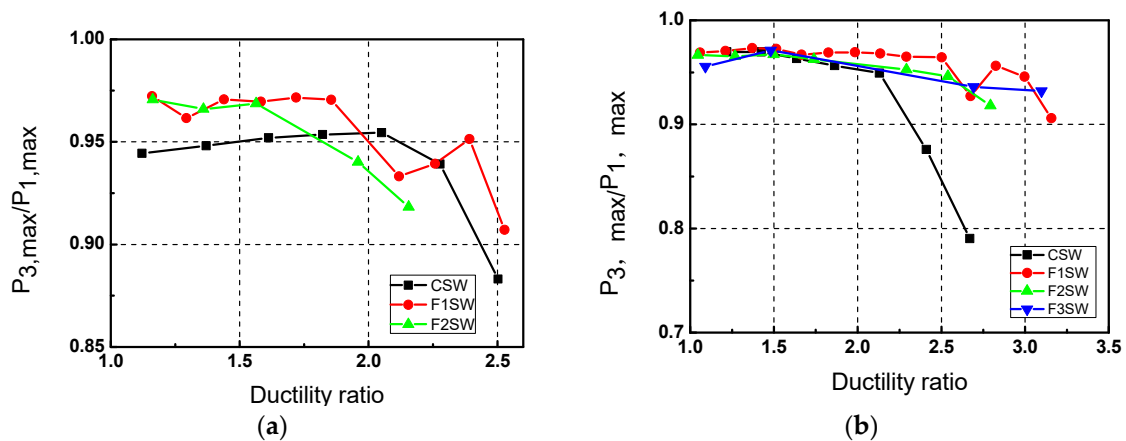 1.00
0.95
0.90
0.85
P3,max/P1,max
1.0
1.5
2.0
2.5
Ductility ratio
CSW
F1SW
F2SW
(a)
1.0
0.9
0.8
0.7
P3, max/P1, max
1.0
1.5
2.0
2.5
3.0
3.5
Ductility ratio
CSW
F1SW
F2SW
F3SW
(b)